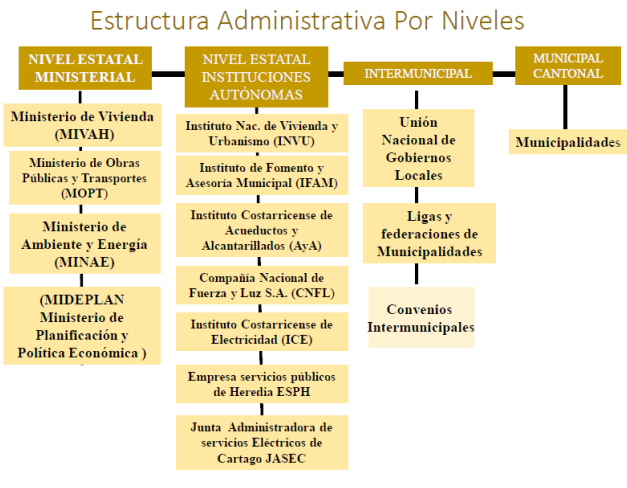 Estructura Administrativa Por Niveles
NIVEL ESTATAL
MINISTERIAL
Ministerio de Vivienda
(MIVAH)
Ministerio de Obras
Públicas y Transportes
(MOPT)
Ministerio de
Ambiente y Energía
(MINAE)
(MIDEPLAN
Ministerio de
Planificación y
Política Económica )
NIVEL ESTATAL
INSTITUCIONES
AUTÓNOMAS
Instituto Nac. de Vivienda y
Urbanismo (INVU)
Instituto de Fomento y
Asesoría Municipal (IFAM)
Instituto Costarricense de
Acueductos y
Alcantarillados (AyA)
Compañía Nacional de
Fuerza y Luz S.A. (CNFL)
Instituto Costarricense de
Electricidad (ICE)
Empresa servicios públicos
de Heredia ESPH
Junta Administradora de
servicios Eléctricos de
Cartago JASEC
INTERMUNICIPAL
Unión
Nacional de
Gobiernos
Locales
Ligas y
federaciones de
Municipalidades
Convenios
Intermunicipales
MUNICIPAL
CANTONAL
Municipalidades